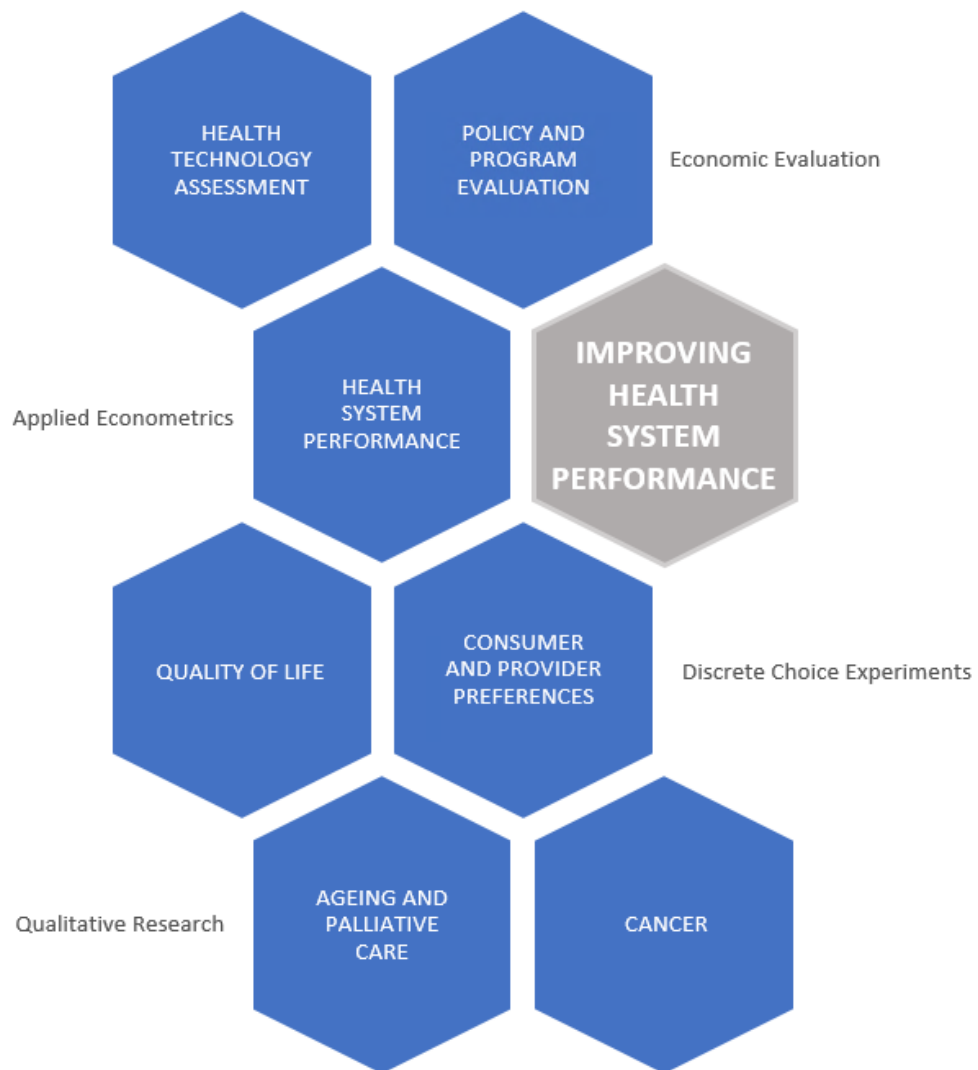 HEALTH
TECHNOLOGY
ASSESSMENT
POLICY AND
PROGRAM
EVALUATION
Economic Evaluation
Applied Econometrics
HEALTH
SYSTEM
PERFORMANCE
IMPROVING
HEALTH
SYSTEM
PERFORMANCE
QUALITY OF LIFE
CONSUMER
AND PROVIDER
PREFERENCES
Discrete Choice Experiments
Qualitative Research
AGEING AND
PALLIATIVE
CARE
CANCER